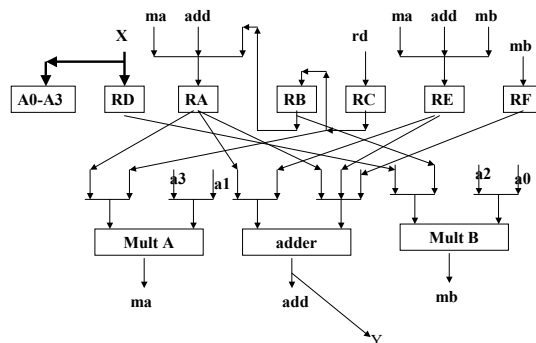 ma add
X
rd
ma add mb
mb
A0-A3 RD RA RB RC RE RF
a3 a1 a2 a0
Mult A adder Mult B
ma add mb
Y